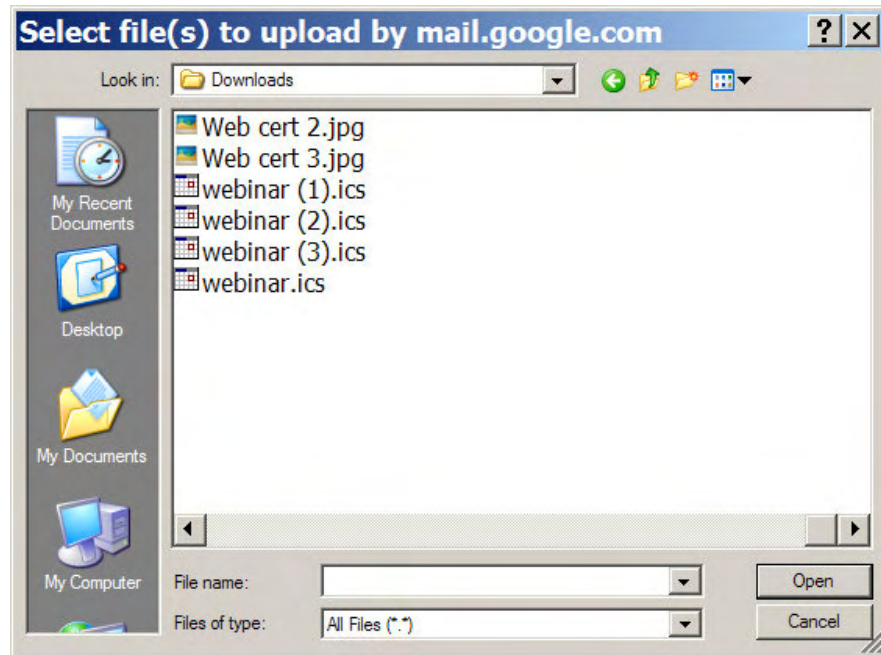 Select file(s) to upload by mail.google.com
Look in: Downloads
Web cert 2.jpg
Web cert 3.jpg
webinar (1).ics
webinar (2).ics
webinar (3).ics
webinar.ics
My Recent
Documents
Desktop
My Documents
My Computer
File name:
Open
Files of type: All Files (*.*)
Cancel